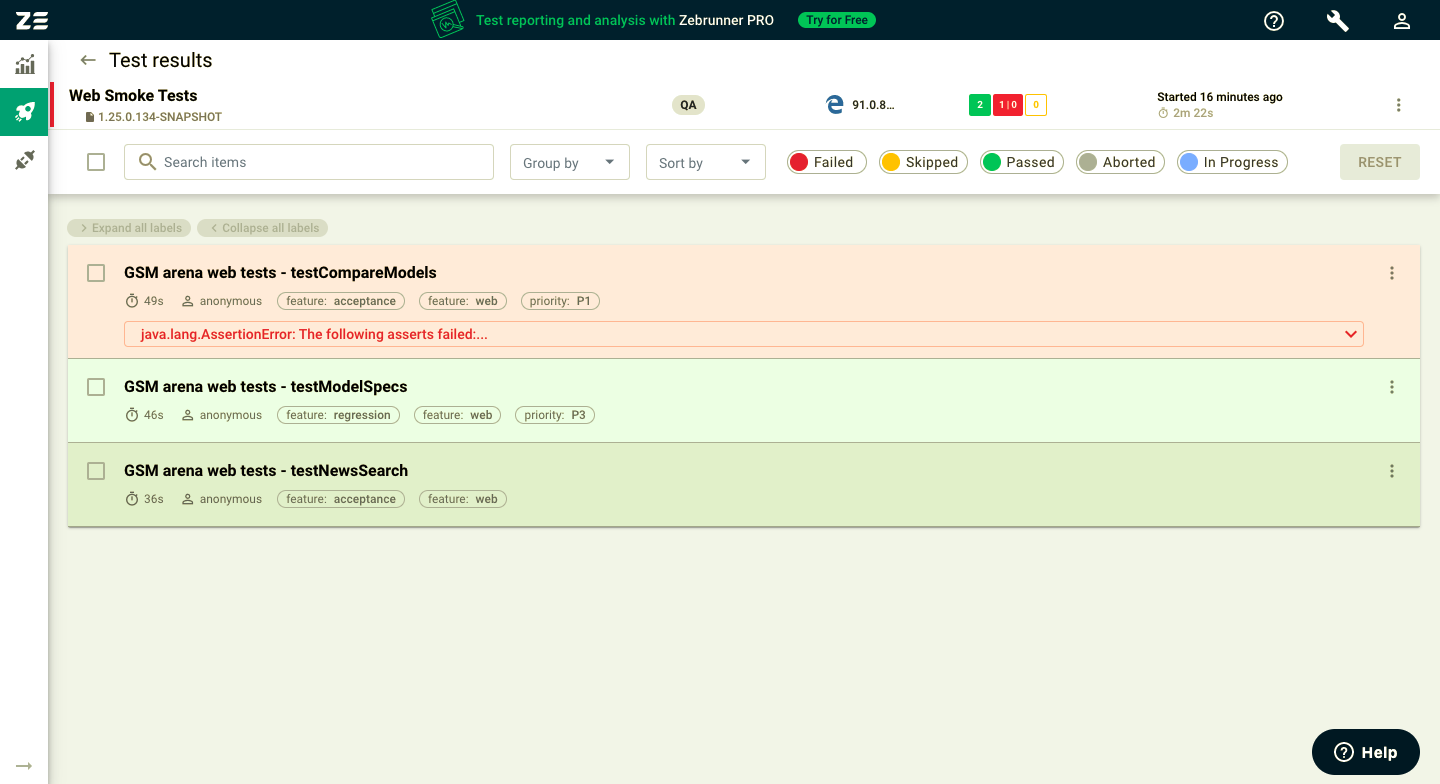 ZE
Test reporting and analysis with Zebrunner PRO Try for Free
Test results
Web Smoke Tests
1.25.0.134-SNAPSHOT
QA
91.0.8...
2 1|0 0
Started 16 minutes ago
2m 22s
Search items
Group by
Sort by
Failed
Skipped
Passed
Aborted
In Progress
RESET
Expand all labels
Collapse all labels
GSM arena web tests - testCompareModels
49s anonymous feature: acceptance feature: web priority: P1
java.lang.AssertionError: The following asserts failed:...
GSM arena web tests - testModelSpecs
46s anonymous feature: regression feature: web priority: P3
GSM arena web tests - testNewsSearch
36s anonymous feature: acceptance feature: web
Help